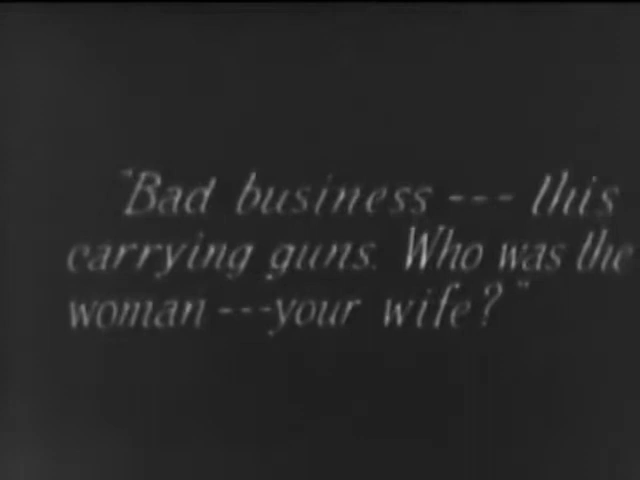 "Bad business --- this
carrying guns. Who was the
woman ---your wife?"